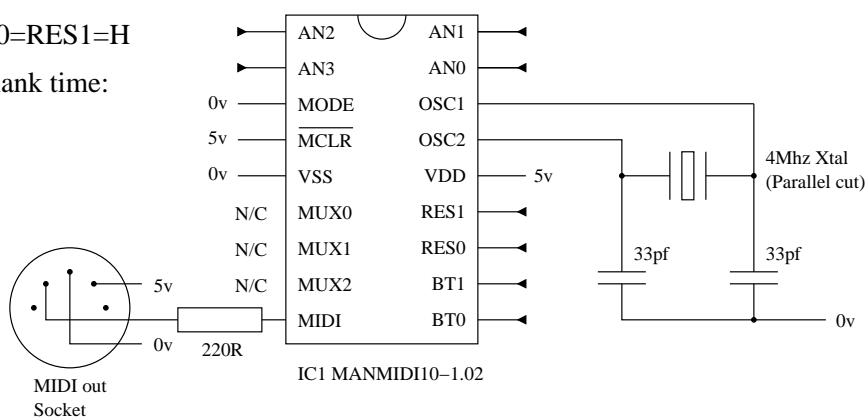 0=RES1=H
ank time:
AN2 AN1
AN3 AN0
0v MODE OSC1
5v MCLR OSC2
0v VSS VDD 5v
N/C MUX0 RES1
N/C MUX1 RES0
N/C MUX2 BT1
MIDI BT0
4Mhz Xtal
(Parallel cut)
33pf 33pf
0v
5v
0v
220R
IC1 MANMIDI10−1.02
MIDI out
Socket